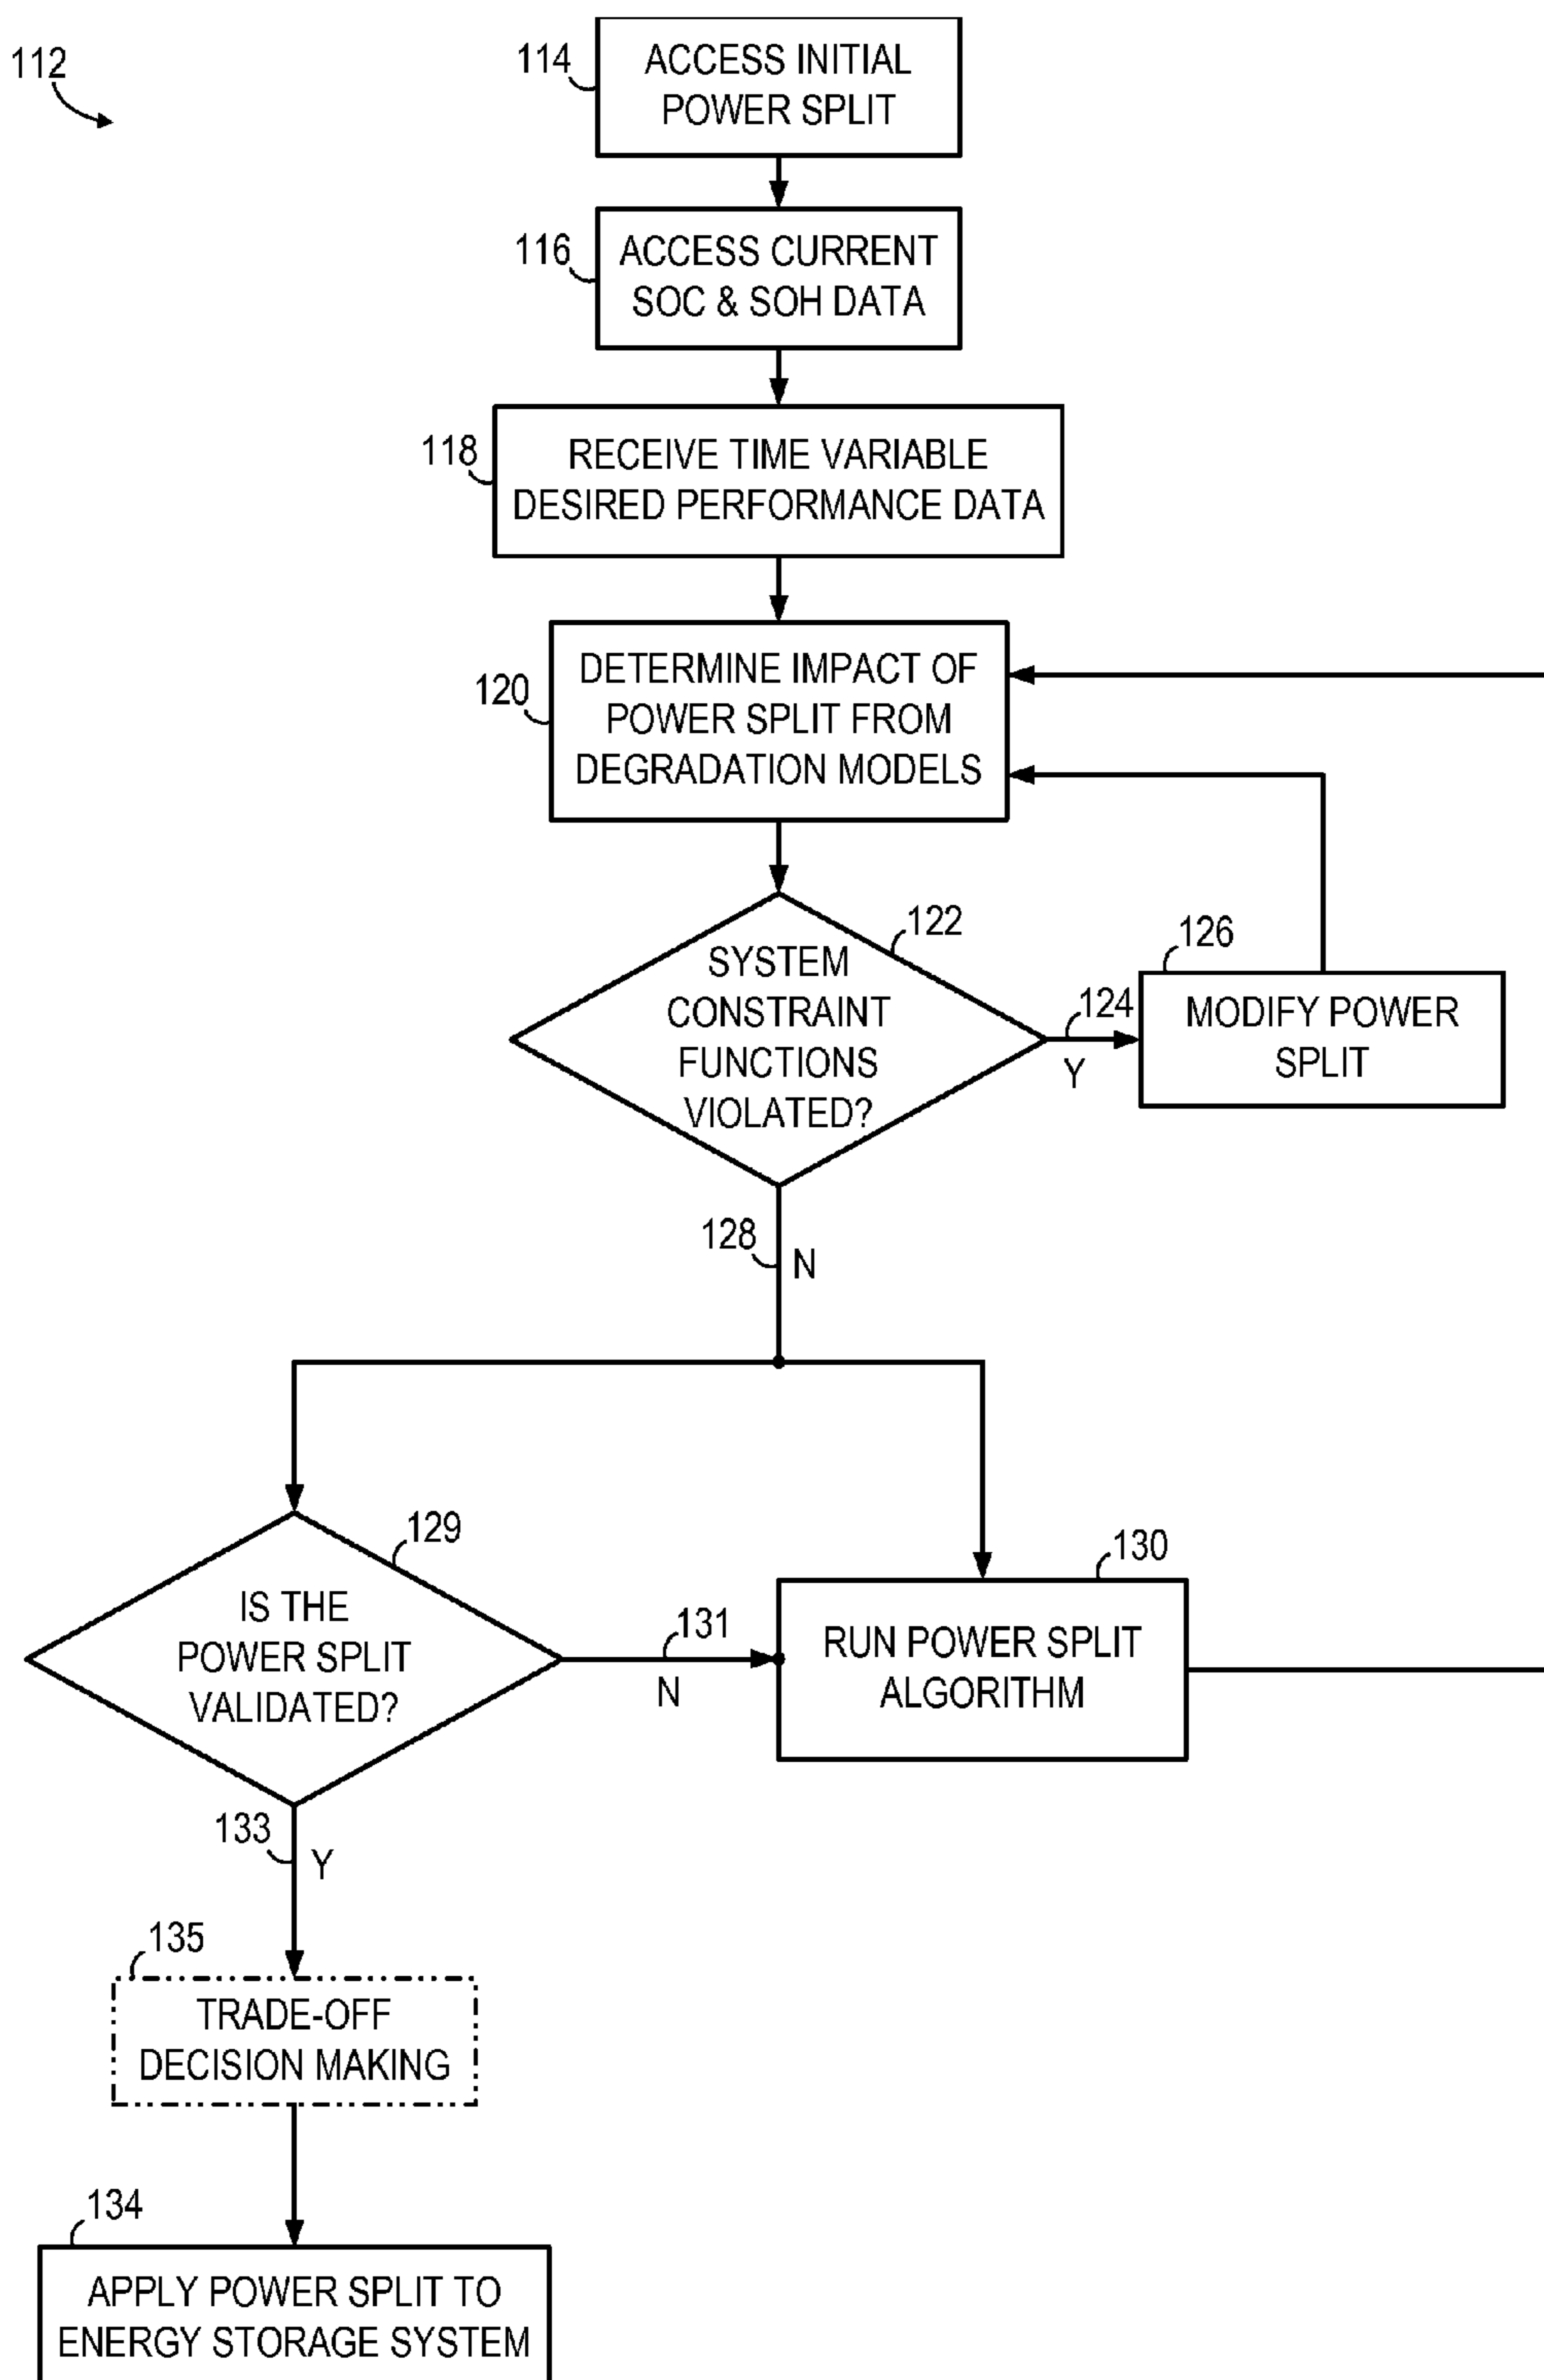 112
114
ACCESS INITIAL
POWER SPLIT
116
ACCESS CURRENT
SOC & SOH DATA
118
RECEIVE TIME VARIABLE
DESIRED PERFORMANCE DATA
120
DETERMINE IMPACT OF
POWER SPLIT FROM
DEGRADATION MODELS
122
SYSTEM
CONSTRAINT
FUNCTIONS
VIOLATED?
124
Y
126
MODIFY POWER
SPLIT
128
N
129
IS THE
POWER SPLIT
VALIDATED?
131
N
130
RUN POWER SPLIT
ALGORITHM
133
Y
135
TRADE-OFF
DECISION MAKING
134
APPLY POWER SPLIT TO
ENERGY STORAGE SYSTEM